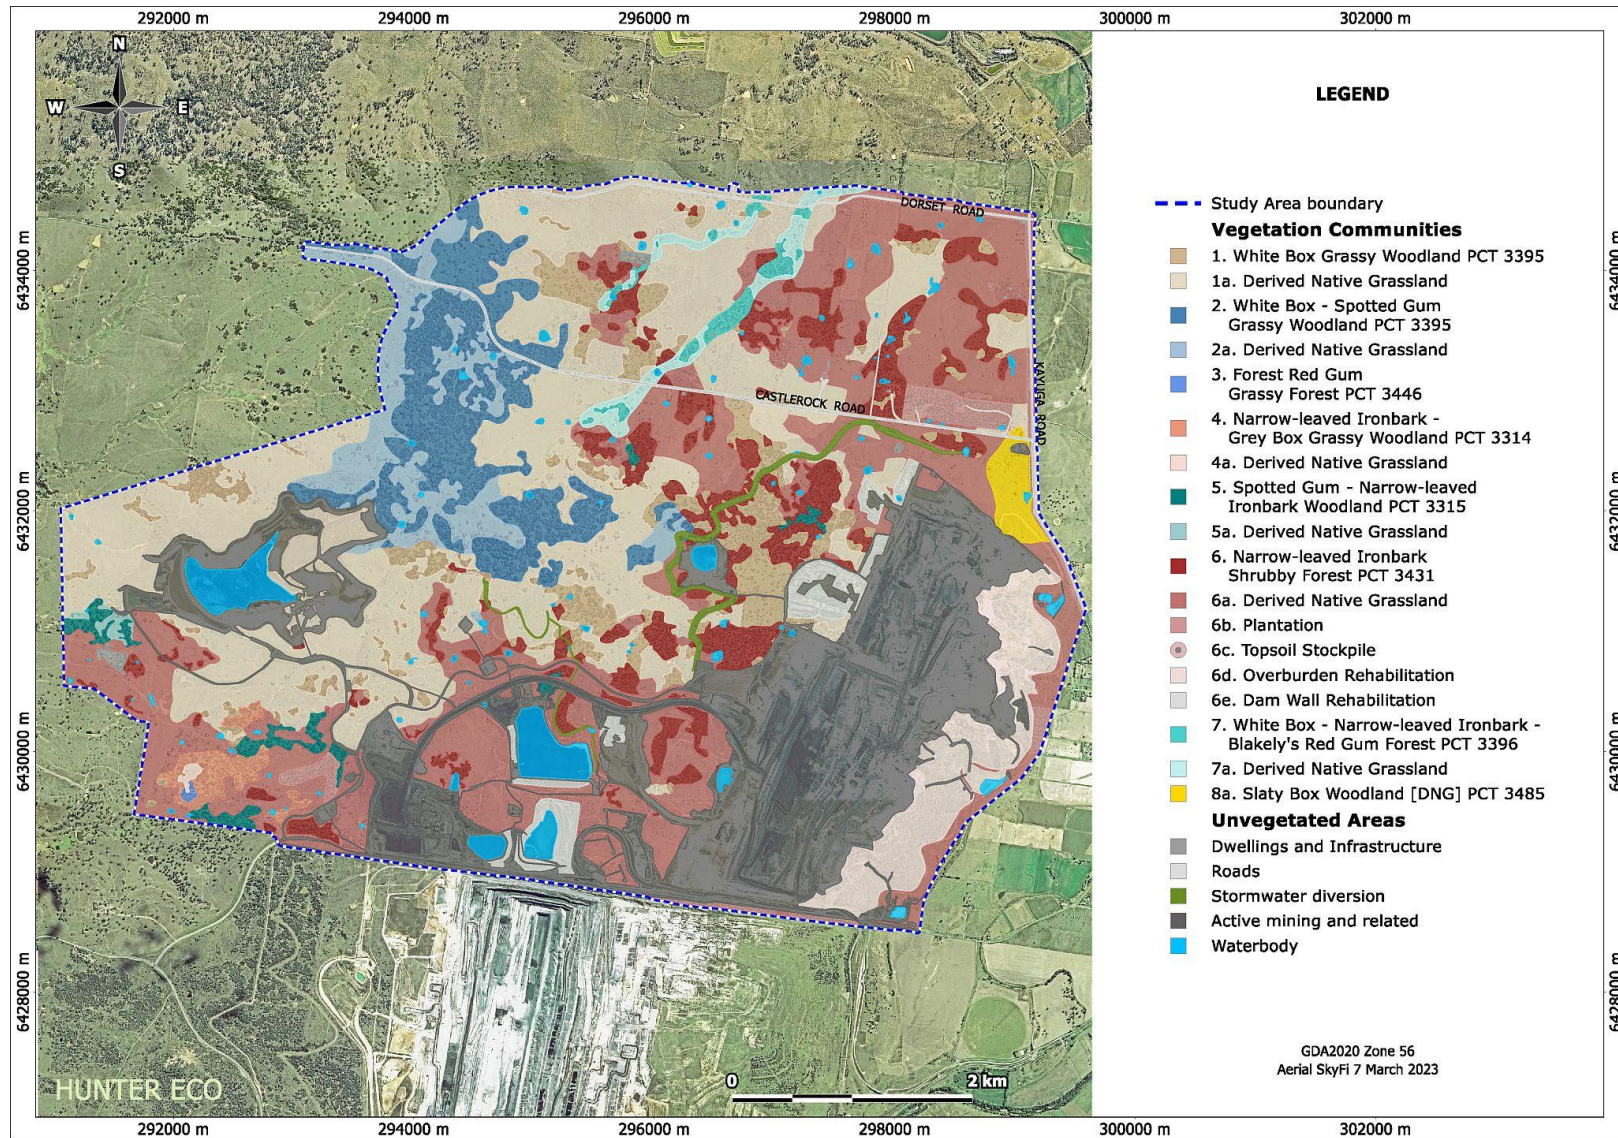 292000 m 294000 m 296000 m 298000 m 300000 m 302000 m
N
W E
S
6434000 m
6432000 m
6430000 m
6428000 m
DORSET ROAD
CASTLEROCK ROAD
KAYUGA ROAD
LEGEND
Study Area boundary
Vegetation Communities
1. White Box Grassy Woodland PCT 3395
1a. Derived Native Grassland
2. White Box - Spotted Gum
Grassy Woodland PCT 3395
2a. Derived Native Grassland
3. Forest Red Gum
Grassy Forest PCT 3446
4. Narrow-leaved Ironbark -
Grey Box Grassy Woodland PCT 3314
4a. Derived Native Grassland
5. Spotted Gum - Narrow-leaved
Ironbark Woodland PCT 3315
5a. Derived Native Grassland
6. Narrow-leaved Ironbark
Shrubby Forest PCT 3431
6a. Derived Native Grassland
6b. Plantation
6c. Topsoil Stockpile
6d. Overburden Rehabilitation
6e. Dam Wall Rehabilitation
7. White Box - Narrow-leaved Ironbark -
Blakely's Red Gum Forest PCT 3396
7a. Derived Native Grassland
8a. Slaty Box Woodland [DNG] PCT 3485
Unvegetated Areas
Dwellings and Infrastructure
Roads
Stormwater diversion
Active mining and related
Waterbody
6434000 m
6432000 m
6430000 m
6428000 m
GDA2020 Zone 56
Aerial SkyFi 7 March 2023
HUNTER ECO
0 2 km
292000 m 294000 m 296000 m 298000 m 300000 m 302000 m